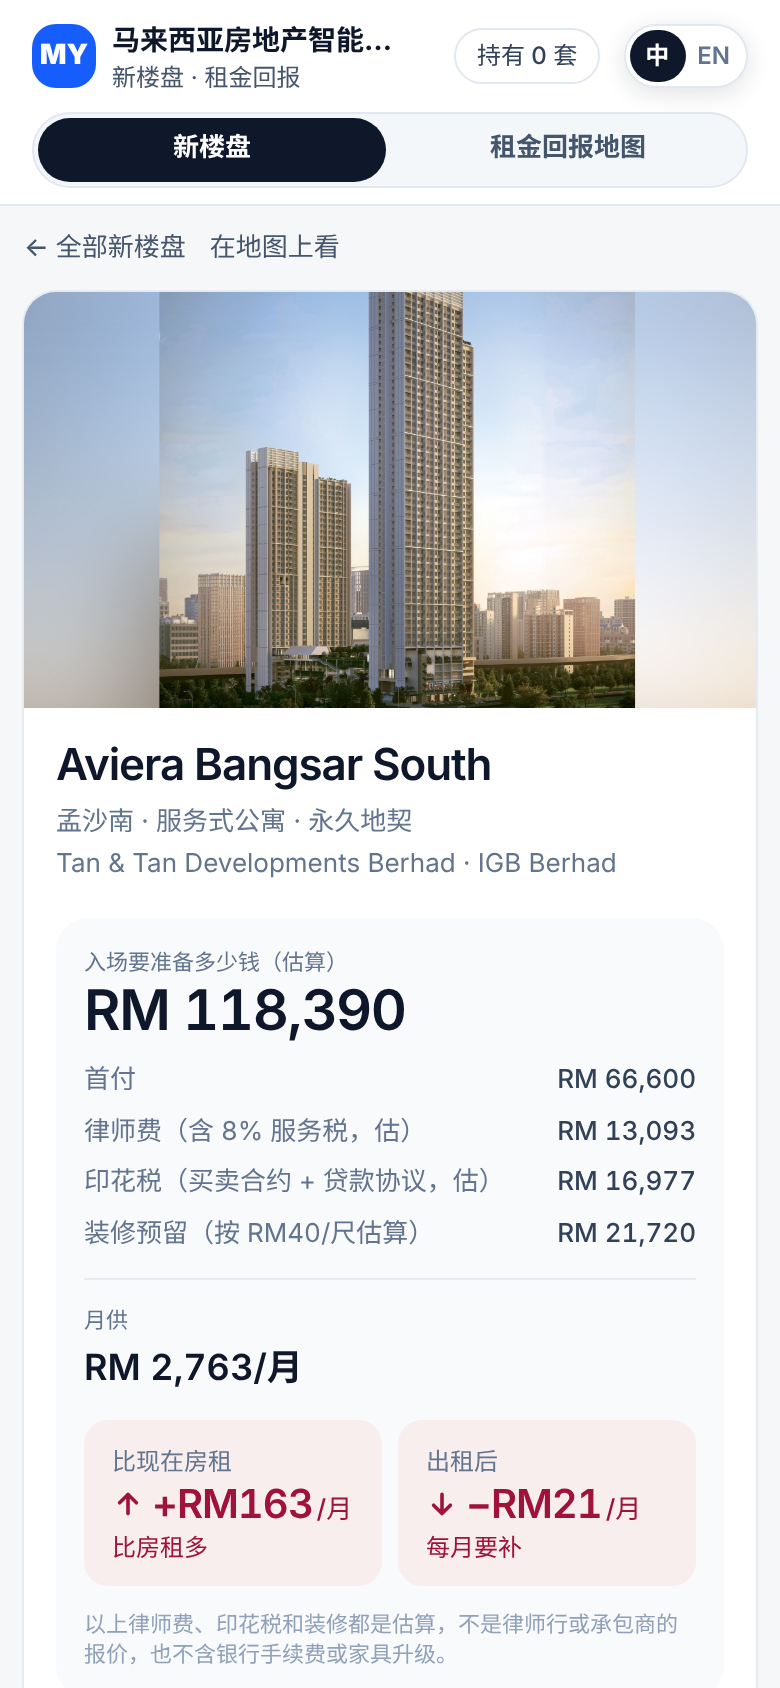 MY
马来西亚房地产智能…
新楼盘 · 租金回报
持有 0 套
中
EN
新楼盘
租金回报地图
← 全部新楼盘 在地图上看
Aviera Bangsar South
孟沙南 · 服务式公寓 · 永久地契
Tan & Tan Developments Berhad · IGB Berhad
入场要准备多少钱（估算）
RM 118,390
首付 RM 66,600
律师费（含 8% 服务税，估） RM 13,093
印花税（买卖合约 + 贷款协议，估） RM 16,977
装修预留（按 RM40/尺估算） RM 21,720
月供
RM 2,763/月
比现在房租
↑ +RM163/月
比房租多
出租后
↓ −RM21/月
每月要补
以上律师费、印花税和装修都是估算，不是律师行或承包商的
报价，也不含银行手续费或家具升级。